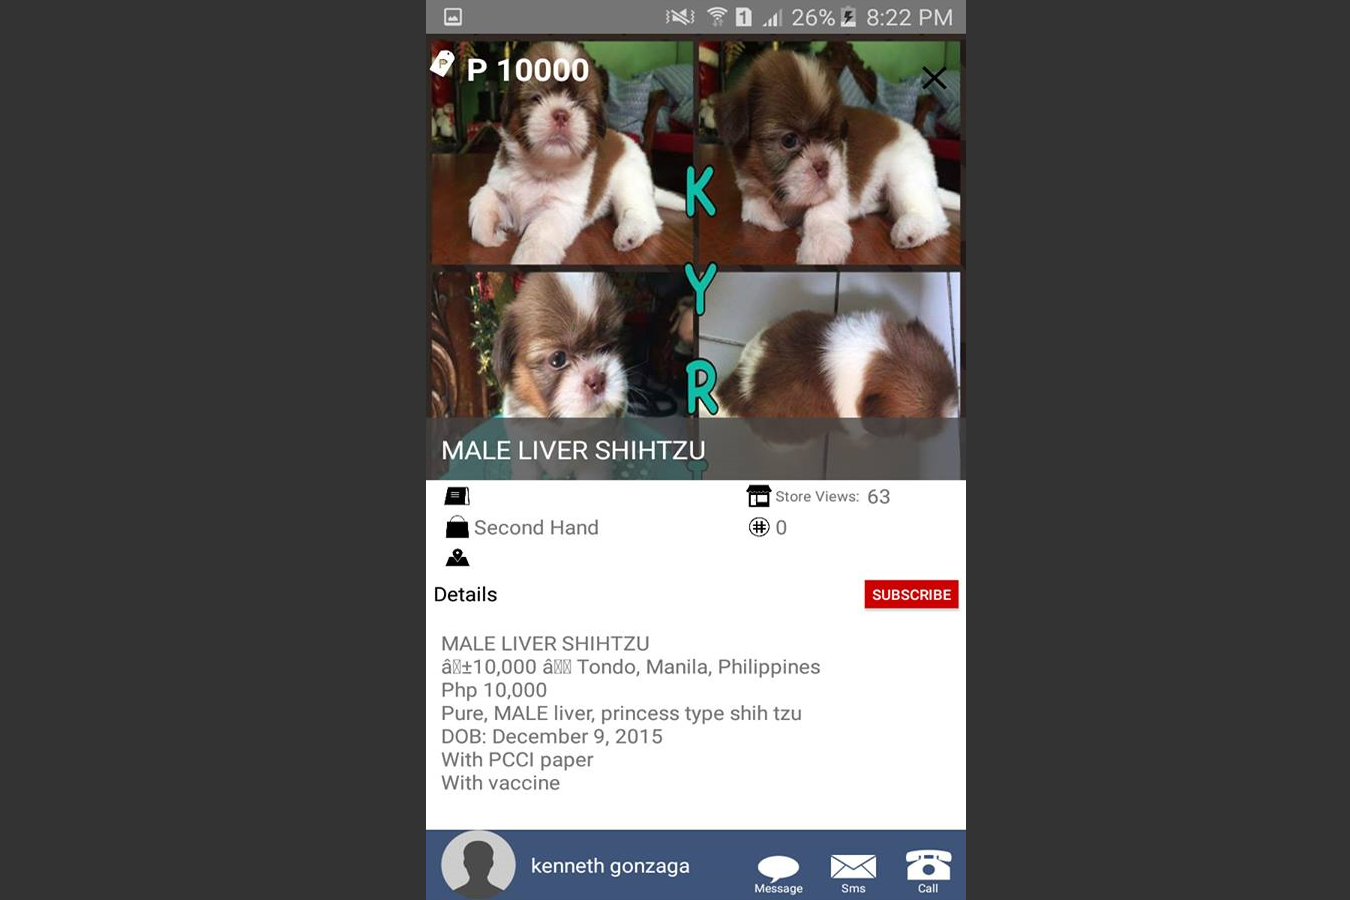 26% 8:22 PM
P 10000
K
Y
R
MALE LIVER SHIHTZU
Store Views: 63
Second Hand
0
Details
SUBSCRIBE
MALE LIVER SHIHTZU
±10,000 Tondo, Manila, Philippines
Php 10,000
Pure, MALE liver, princess type shih tzu
DOB: December 9, 2015
With PCCI paper
With vaccine
kenneth gonzaga
Message
Sms
Call